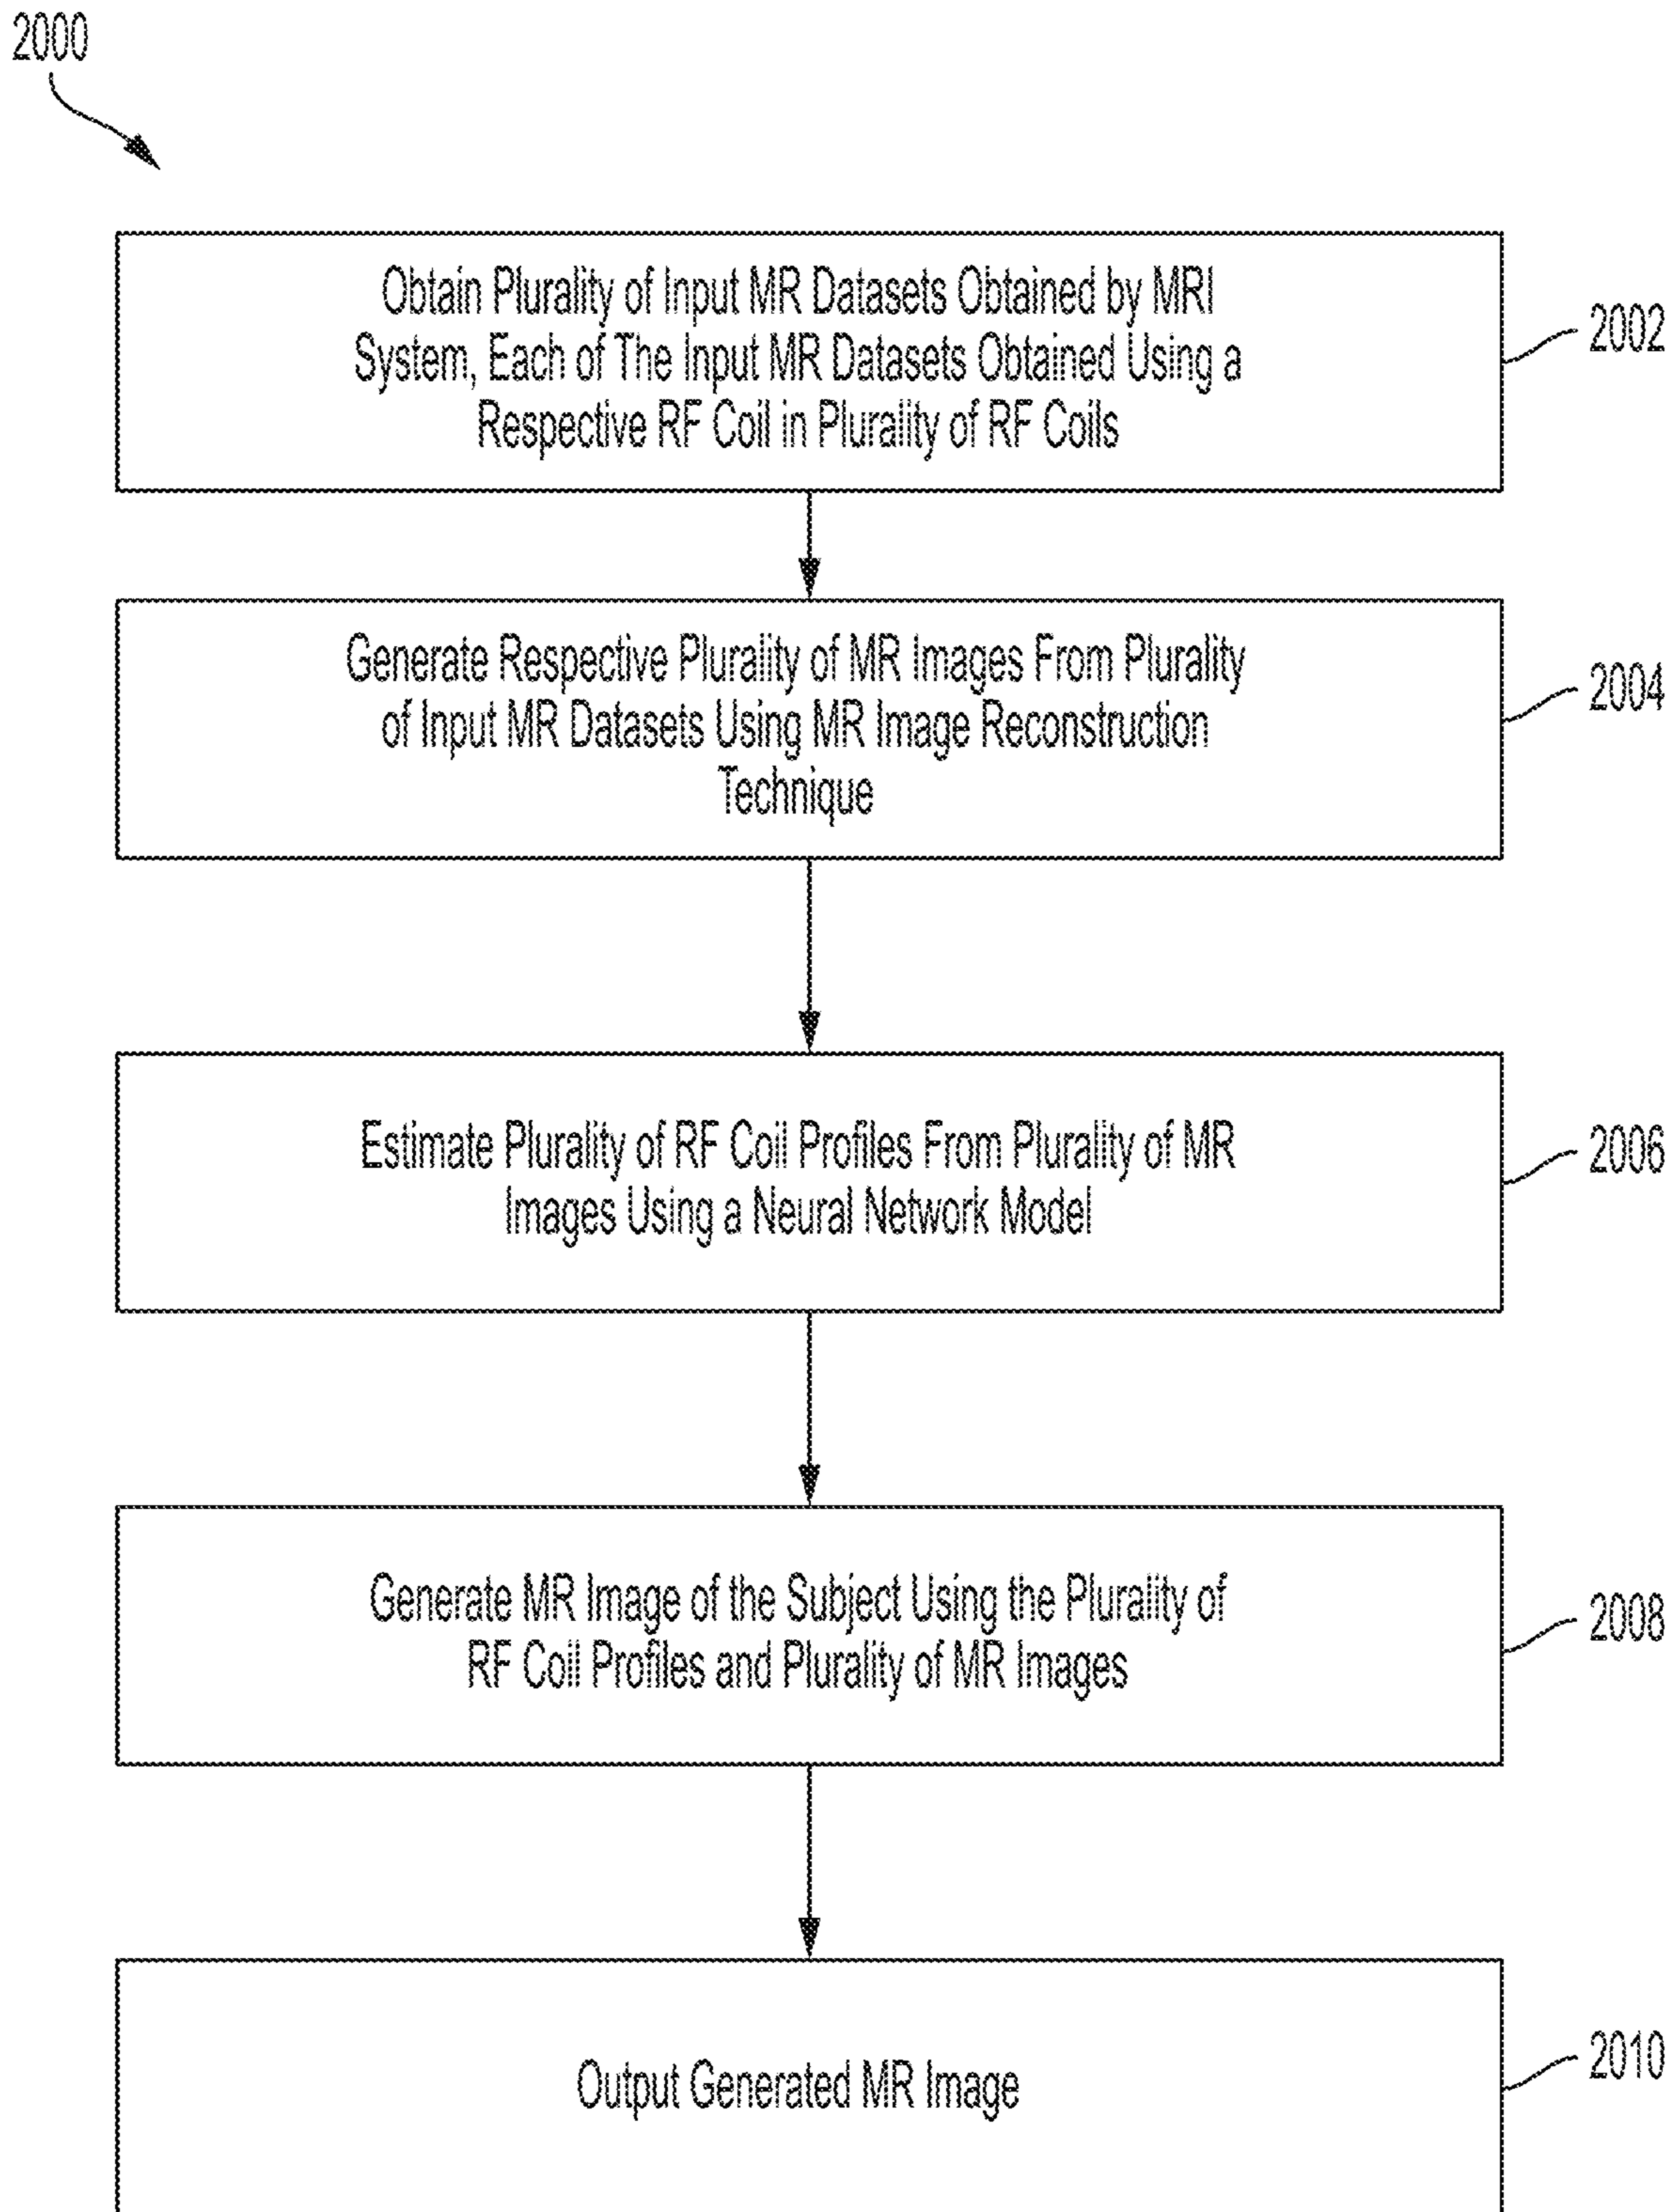 2000
Obtain Plurality of Input MR Datasets Obtained by MRI
System, Each of The Input MR Datasets Obtained Using a
Respective RF Coil in Plurality of RF Coils
2002
Generate Respective Plurality of MR Images From Plurality
of Input MR Datasets Using MR Image Reconstruction
Technique
2004
Estimate Plurality of RF Coil Profiles From Plurality of MR
Images Using a Neural Network Model
2006
Generate MR Image of the Subject Using the Plurality of
RF Coil Profiles and Plurality of MR Images
2008
Output Generated MR Image
2010